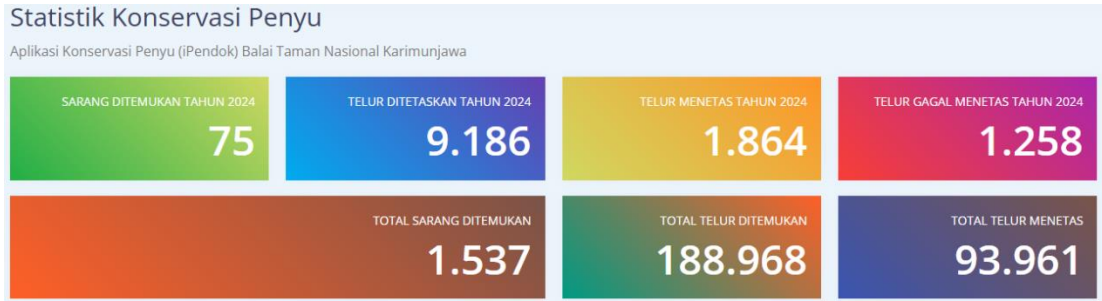 Statistik Konservasi Penyu
Aplikasi Konservasi Penyu (iPendok) Balai Taman Nasional Karimunjawa
SARANG DITEMUKAN TAHUN 2024
75
TELUR DITETASKAN TAHUN 2024
9.186
TELUR MENETAS TAHUN 2024
1.864
TELUR GAGAL MENETAS TAHUN 2024
1.258
TOTAL SARANG DITEMUKAN
1.537
TOTAL TELUR DITEMUKAN
188.968
TOTAL TELUR MENETAS
93.961